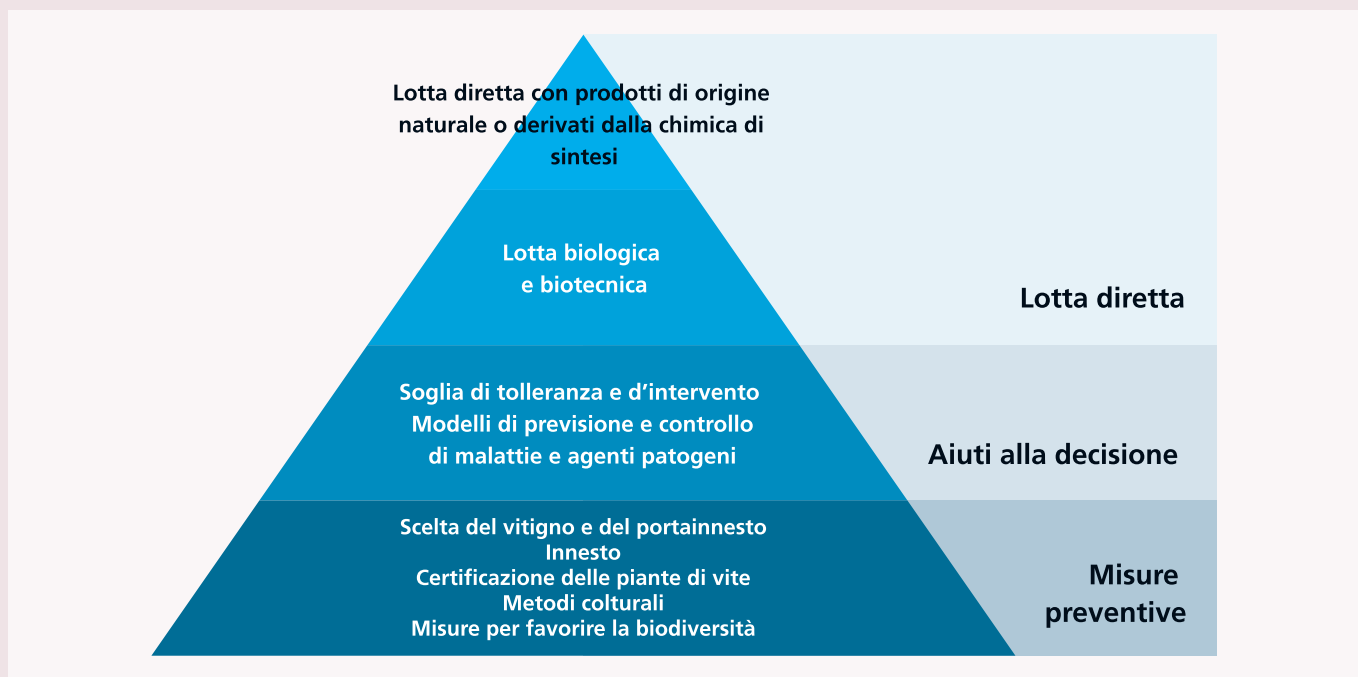 Lotta diretta con prodotti di origine
naturale o derivati dalla chimica di
sintesi
Lotta biologica
e biotecnica
Lotta diretta
Soglia di tolleranza e d’intervento
Modelli di previsione e controllo
di malattie e agenti patogeni
Aiuti alla decisione
Scelta del vitigno e del portainnesto
Innesto
Certificazione delle piante di vite
Metodi colturali
Misure per favorire la biodiversità
Misure
preventive